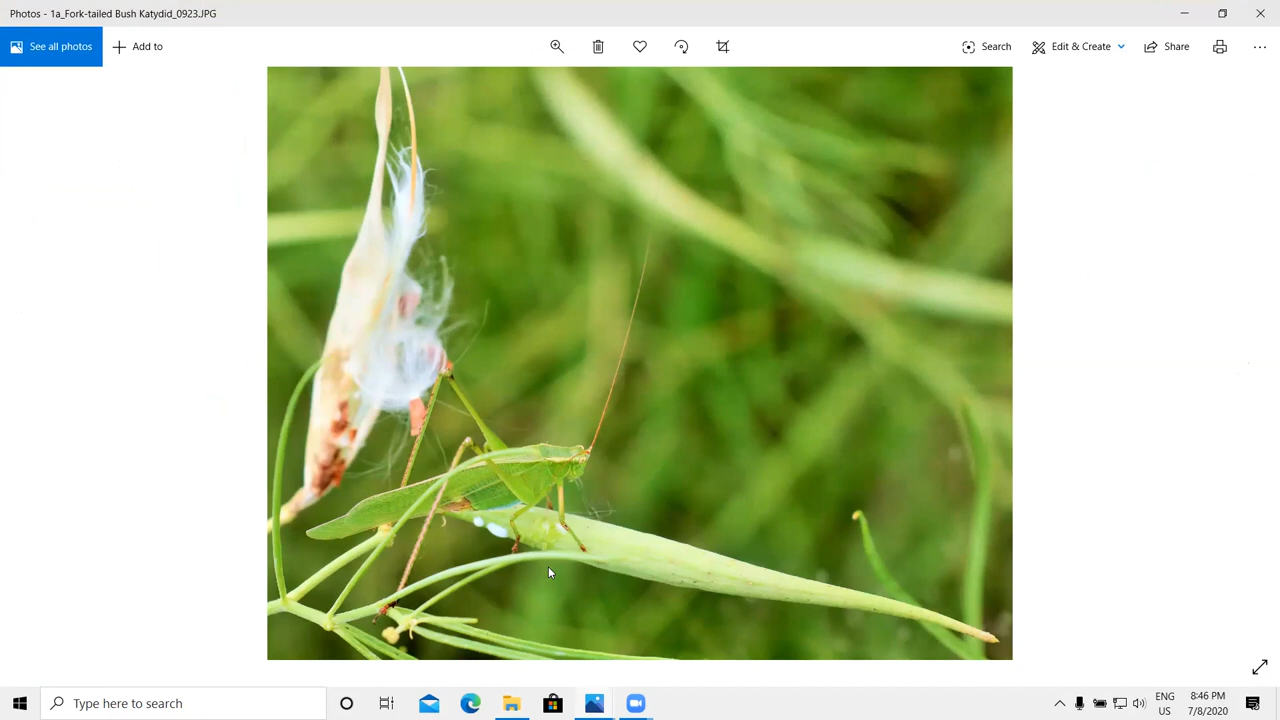 Photos - 1a_Fork-tailed Bush Katydid_0923.JPG
See all photos
Add to
Search
Edit & Create
Share
Type here to search
ENG
US
8:46 PM
7/8/2020